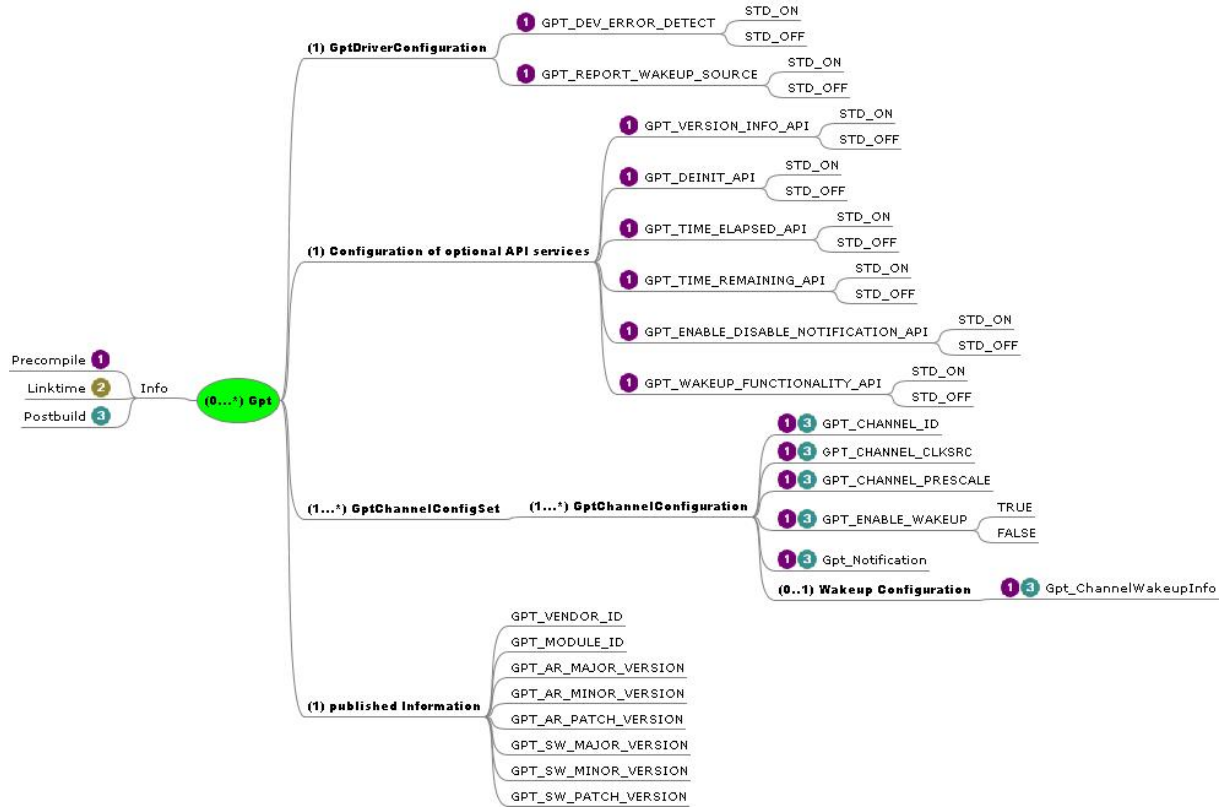 Precompile 1
Linktime 2
Postbuild 3
Info
(0...*) Gpt
(1) GptDriverConfiguration
1 GPT_DEV_ERROR_DETECT
STD_ON
STD_OFF
1 GPT_REPORT_WAKEUP_SOURCE
STD_ON
STD_OFF
(1) Configuration of optional API services
1 GPT_VERSION_INFO_API
STD_ON
STD_OFF
1 GPT_DEINIT_API
STD_ON
STD_OFF
1 GPT_TIME_ELAPSED_API
STD_ON
STD_OFF
1 GPT_TIME_REMAINING_API
STD_ON
STD_OFF
1 GPT_ENABLE_DISABLE_NOTIFICATION_API
STD_ON
STD_OFF
1 GPT_WAKEUP_FUNCTIONALITY_API
STD_ON
STD_OFF
(1...*) GptChannelConfigSet
(1...*) GptChannelConfiguration
1 3 GPT_CHANNEL_ID
1 3 GPT_CHANNEL_CLKSRC
1 3 GPT_CHANNEL_PRESCALE
1 3 GPT_ENABLE_WAKEUP
TRUE
FALSE
1 3 Gpt_Notification
(0..1) Wakeup Configuration
1 3 Gpt_ChannelWakeupInfo
(1) published Information
GPT_VENDOR_ID
GPT_MODULE_ID
GPT_AR_MAJOR_VERSION
GPT_AR_MINOR_VERSION
GPT_AR_PATCH_VERSION
GPT_SW_MAJOR_VERSION
GPT_SW_MINOR_VERSION
GPT_SW_PATCH_VERSION